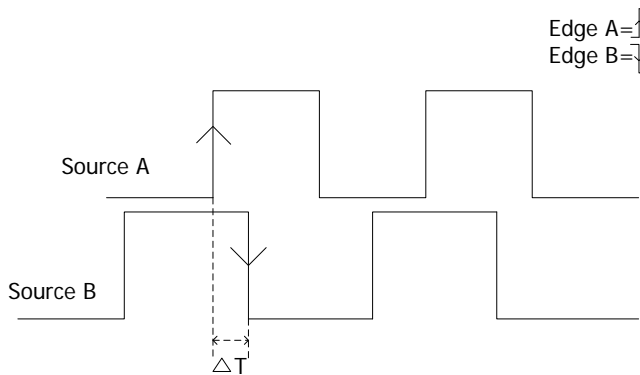 Edge A=
Edge B=
Source A
Source B
△T